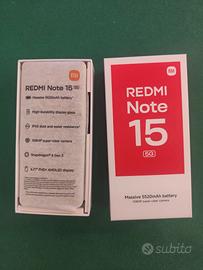 mi
REDMI Note 15 5G
Massive 5520mAh battery
High-durability display glass
IP65 dust and water resistance
108MP super-clear camera
Snapdragon® 6 Gen 3
6.77" FHD+ AMOLED display
mi
REDMI
Note
15
5G
Massive 5520mAh battery
108MP super-clear camera
subito